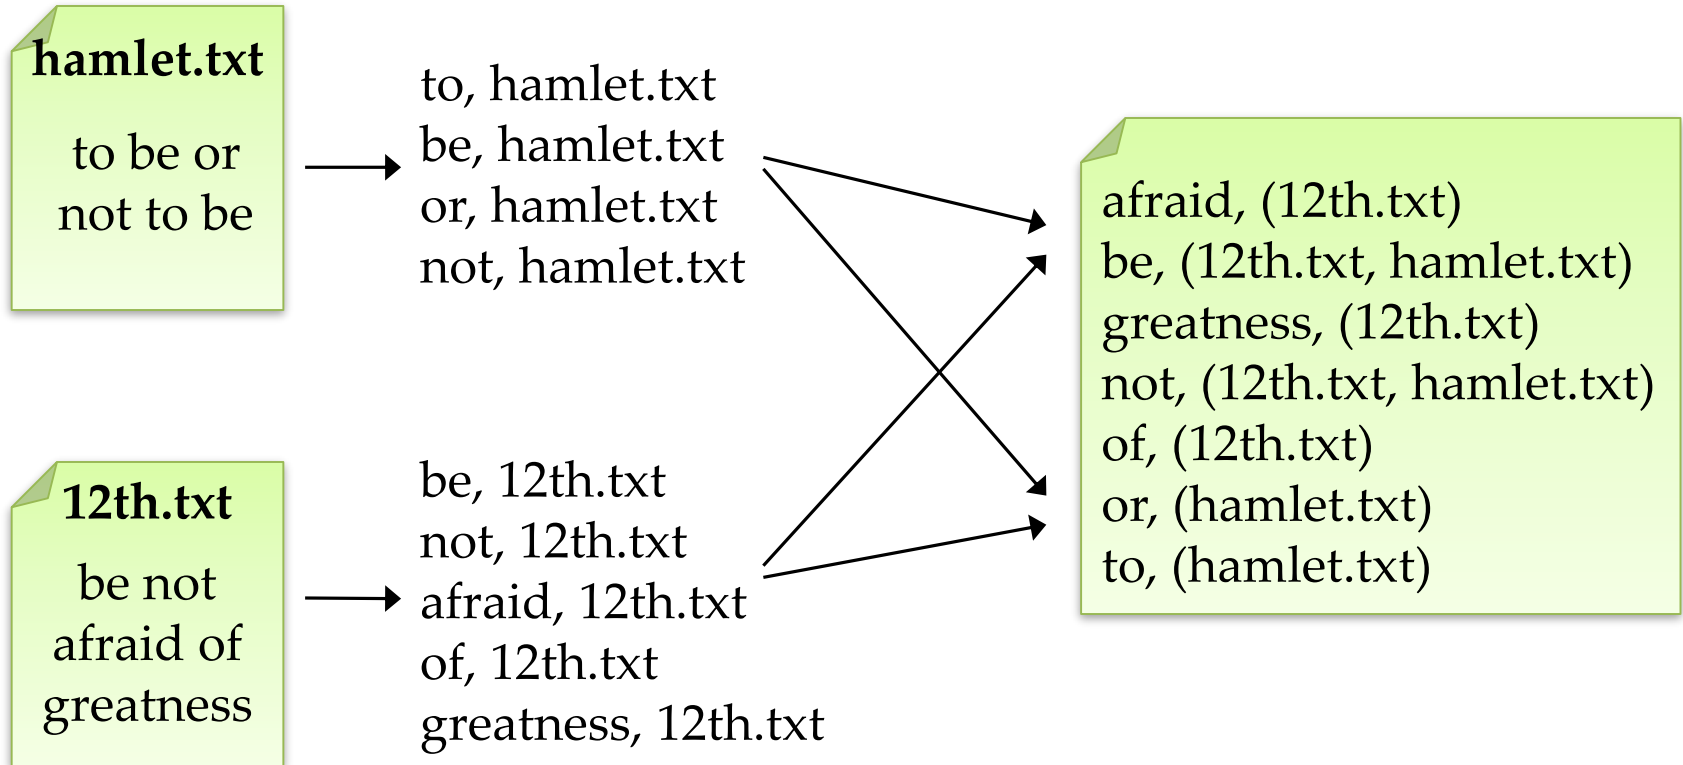 hamlet.txt
to be or
not to be
to, hamlet.txt
be, hamlet.txt
or, hamlet.txt
not, hamlet.txt
12th.txt
be not
afraid of
greatness
be, 12th.txt
not, 12th.txt
afraid, 12th.txt
of, 12th.txt
greatness, 12th.txt
afraid, (12th.txt)
be, (12th.txt, hamlet.txt)
greatness, (12th.txt)
not, (12th.txt, hamlet.txt)
of, (12th.txt)
or, (hamlet.txt)
to, (hamlet.txt)